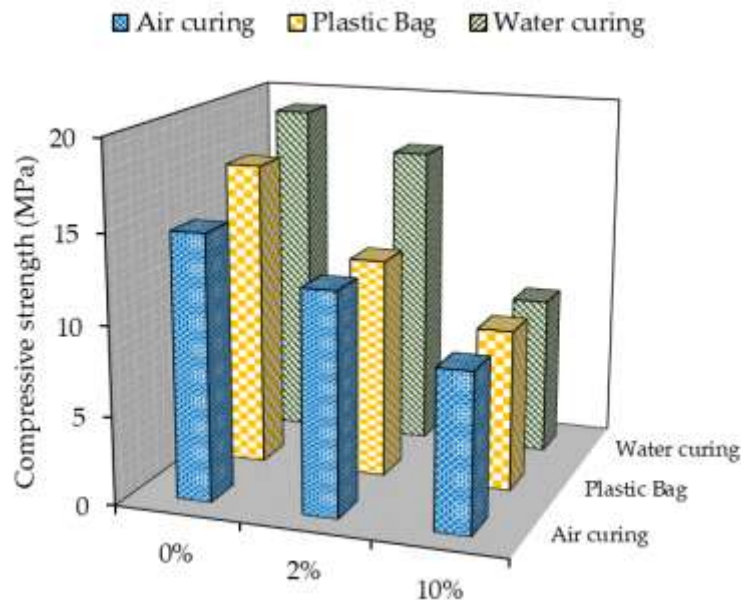 Air curing Plastic Bag Water curing
Compressive strength (MPa)
20
15
10
5
0
0%
2%
10%
Water curing
Plastic Bag
Air curing